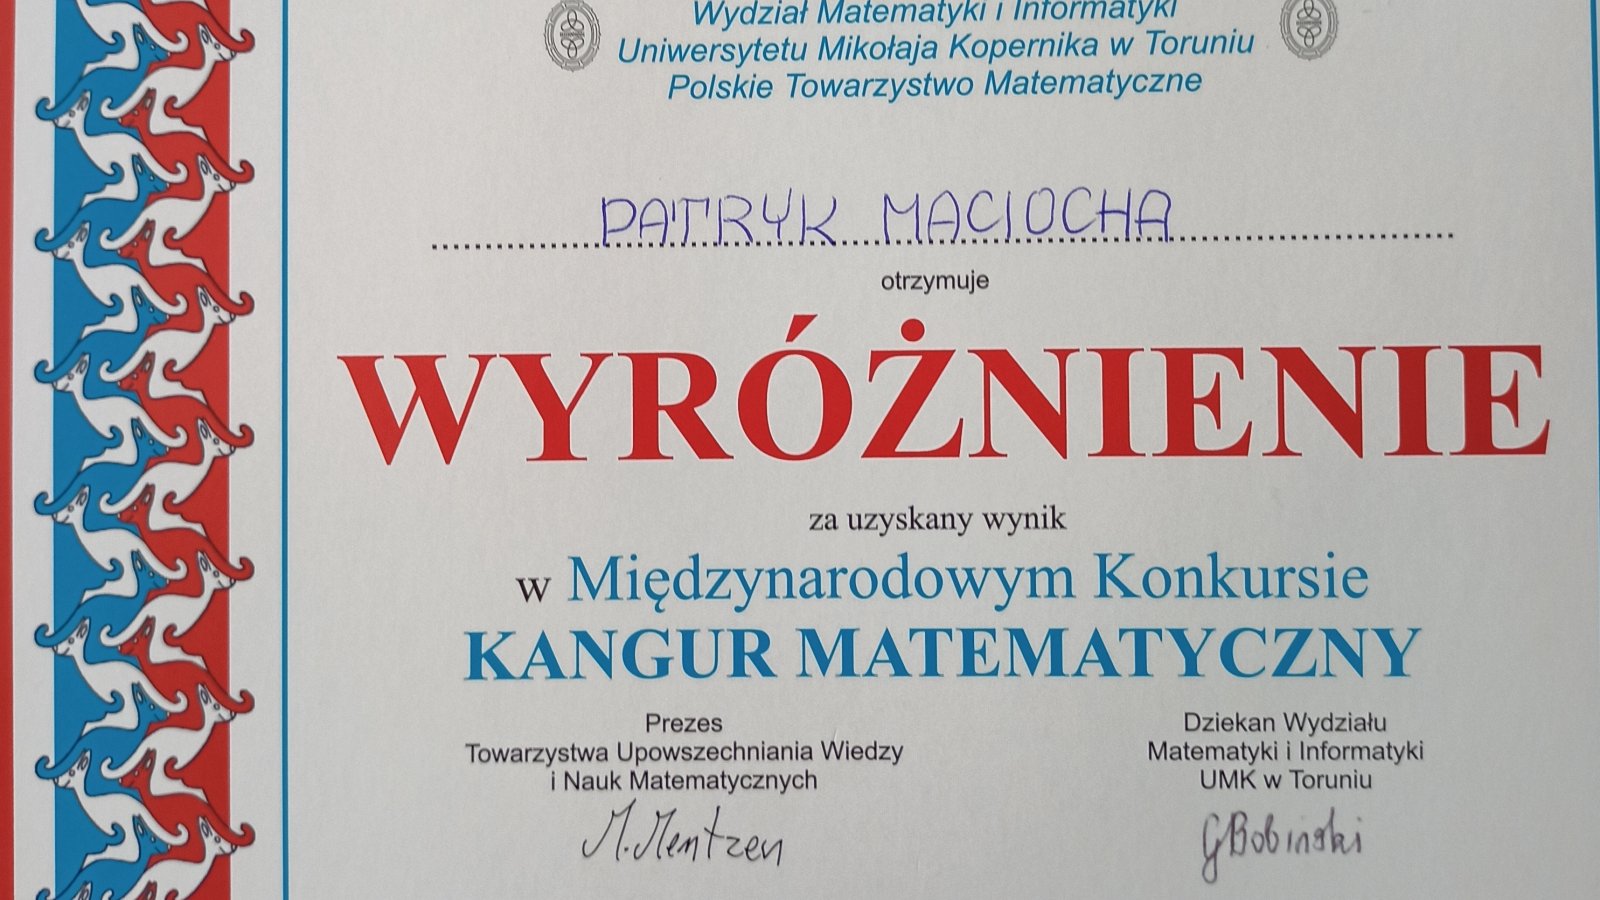 Wydział Matematyki i Informatyki
Uniwersytetu Mikołaja Kopernika w Toruniu
Polskie Towarzystwo Matematyczne
PATRYK MACIOCHA
otrzymuje
WYRÓŻNIENIE
za uzyskany wynik
w Międzynarodowym Konkursie
KANGUR MATEMATYCZNY
Prezes
Towarzystwa Upowszechniania Wiedzy
i Nauk Matematycznych
M.Mentzen
Dziekan Wydziału
Matematyki i Informatyki
UMK w Toruniu
GBobiński